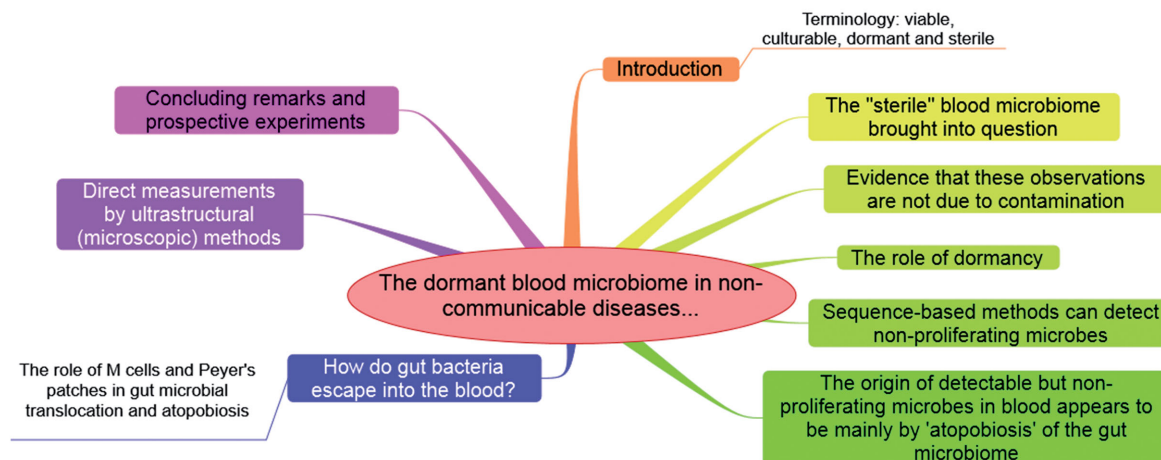 Terminology: viable,
culturable, dormant and sterile
Introduction
The "sterile" blood microbiome
brought into question
Evidence that these observations
are not due to contamination
The role of dormancy
Sequence-based methods can detect
non-proliferating microbes
The origin of detectable but non-
proliferating microbes in blood appears to
be mainly by 'atopobiosis' of the gut
microbiome
The dormant blood microbiome in non-
communicable diseases...
How do gut bacteria
escape into the blood?
The role of M cells and Peyer's
patches in gut microbial
translocation and atopobiosis
Direct measurements
by ultrastructural
(microscopic) methods
Concluding remarks and
prospective experiments